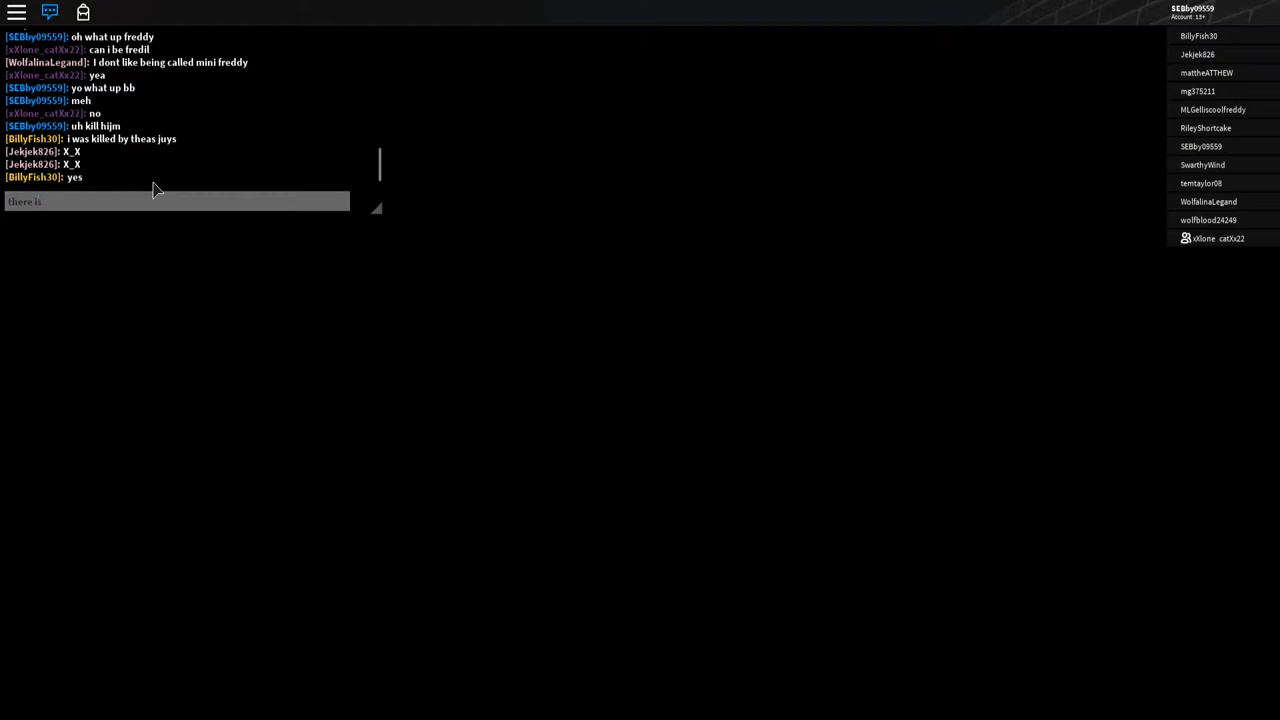 SEBby09559
Account: 13+
[SEBby09559]: oh what up freddy
[xXlone_catXx22]: can i be fredil
[WolfalinaLegand]: I dont like being called mini freddy
[xXlone_catXx22]: yea
[SEBby09559]: yo what up bb
[SEBby09559]: meh
[xXlone_catXx22]: no
[SEBby09559]: uh kill hijm
[BillyFish30]: i was killed by theas juys
[Jekjek826]: X_X
[Jekjek826]: X_X
[BillyFish30]: yes
there is
BillyFish30
Jekjek826
mattheATTHEW
mg375211
MLGelliscoolfreddy
RileyShortcake
SEBby09559
SwarthyWind
temtaylor08
WolfalinaLegand
wolfblood24249
xXlone_catXx22